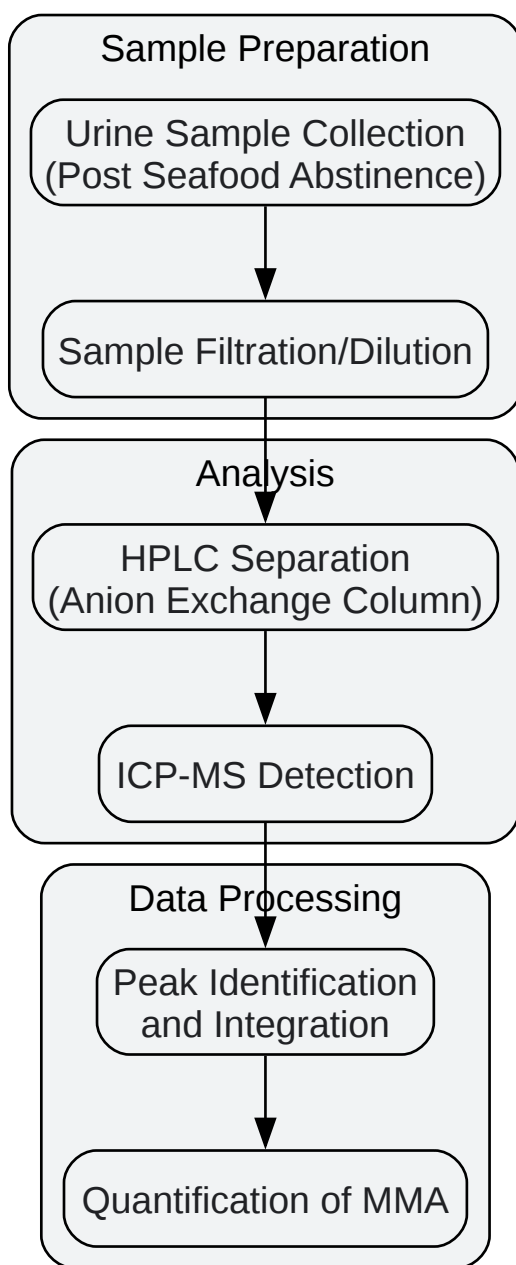 Sample Preparation
Urine Sample Collection
(Post Seafood Abstinence)
Sample Filtration/Dilution
Analysis
HPLC Separation
(Anion Exchange Column)
ICP-MS Detection
Data Processing
Peak Identification
and Integration
Quantification of MMA